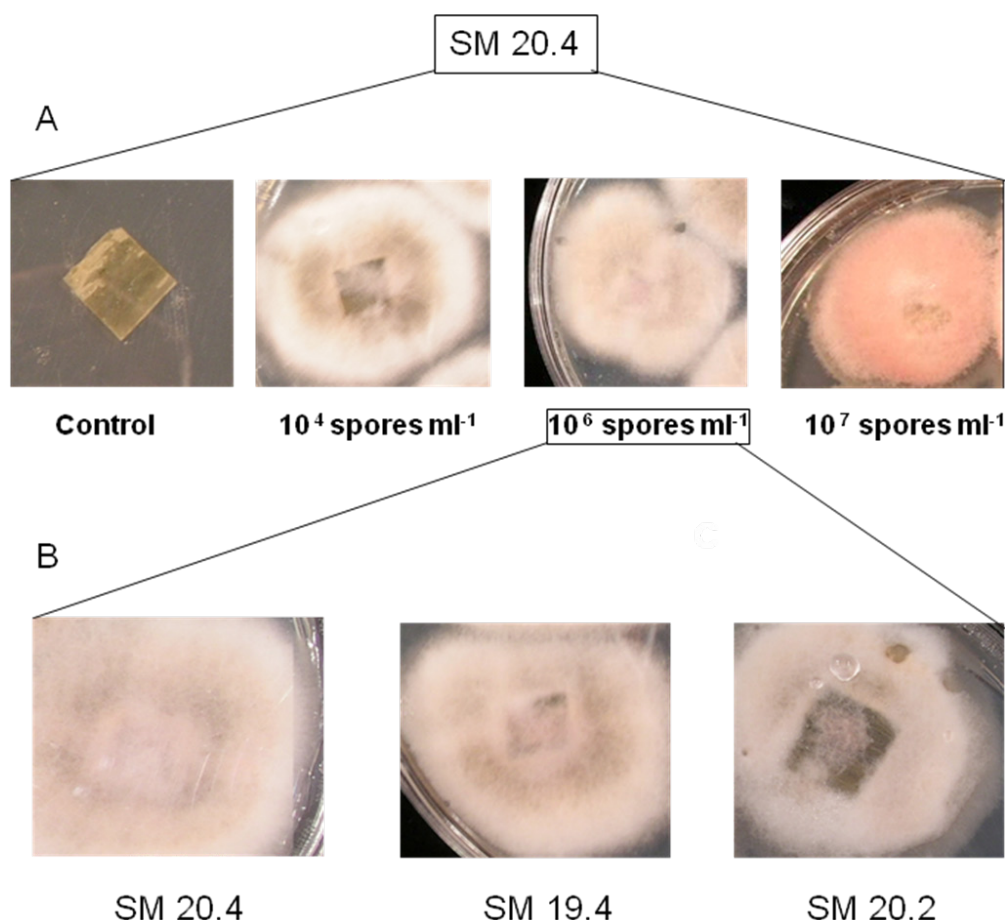 SM 20.4
A
Control
10⁴ spores ml⁻¹
10⁶ spores ml⁻¹
10⁷ spores ml⁻¹
B
SM 20.4
SM 19.4
SM 20.2